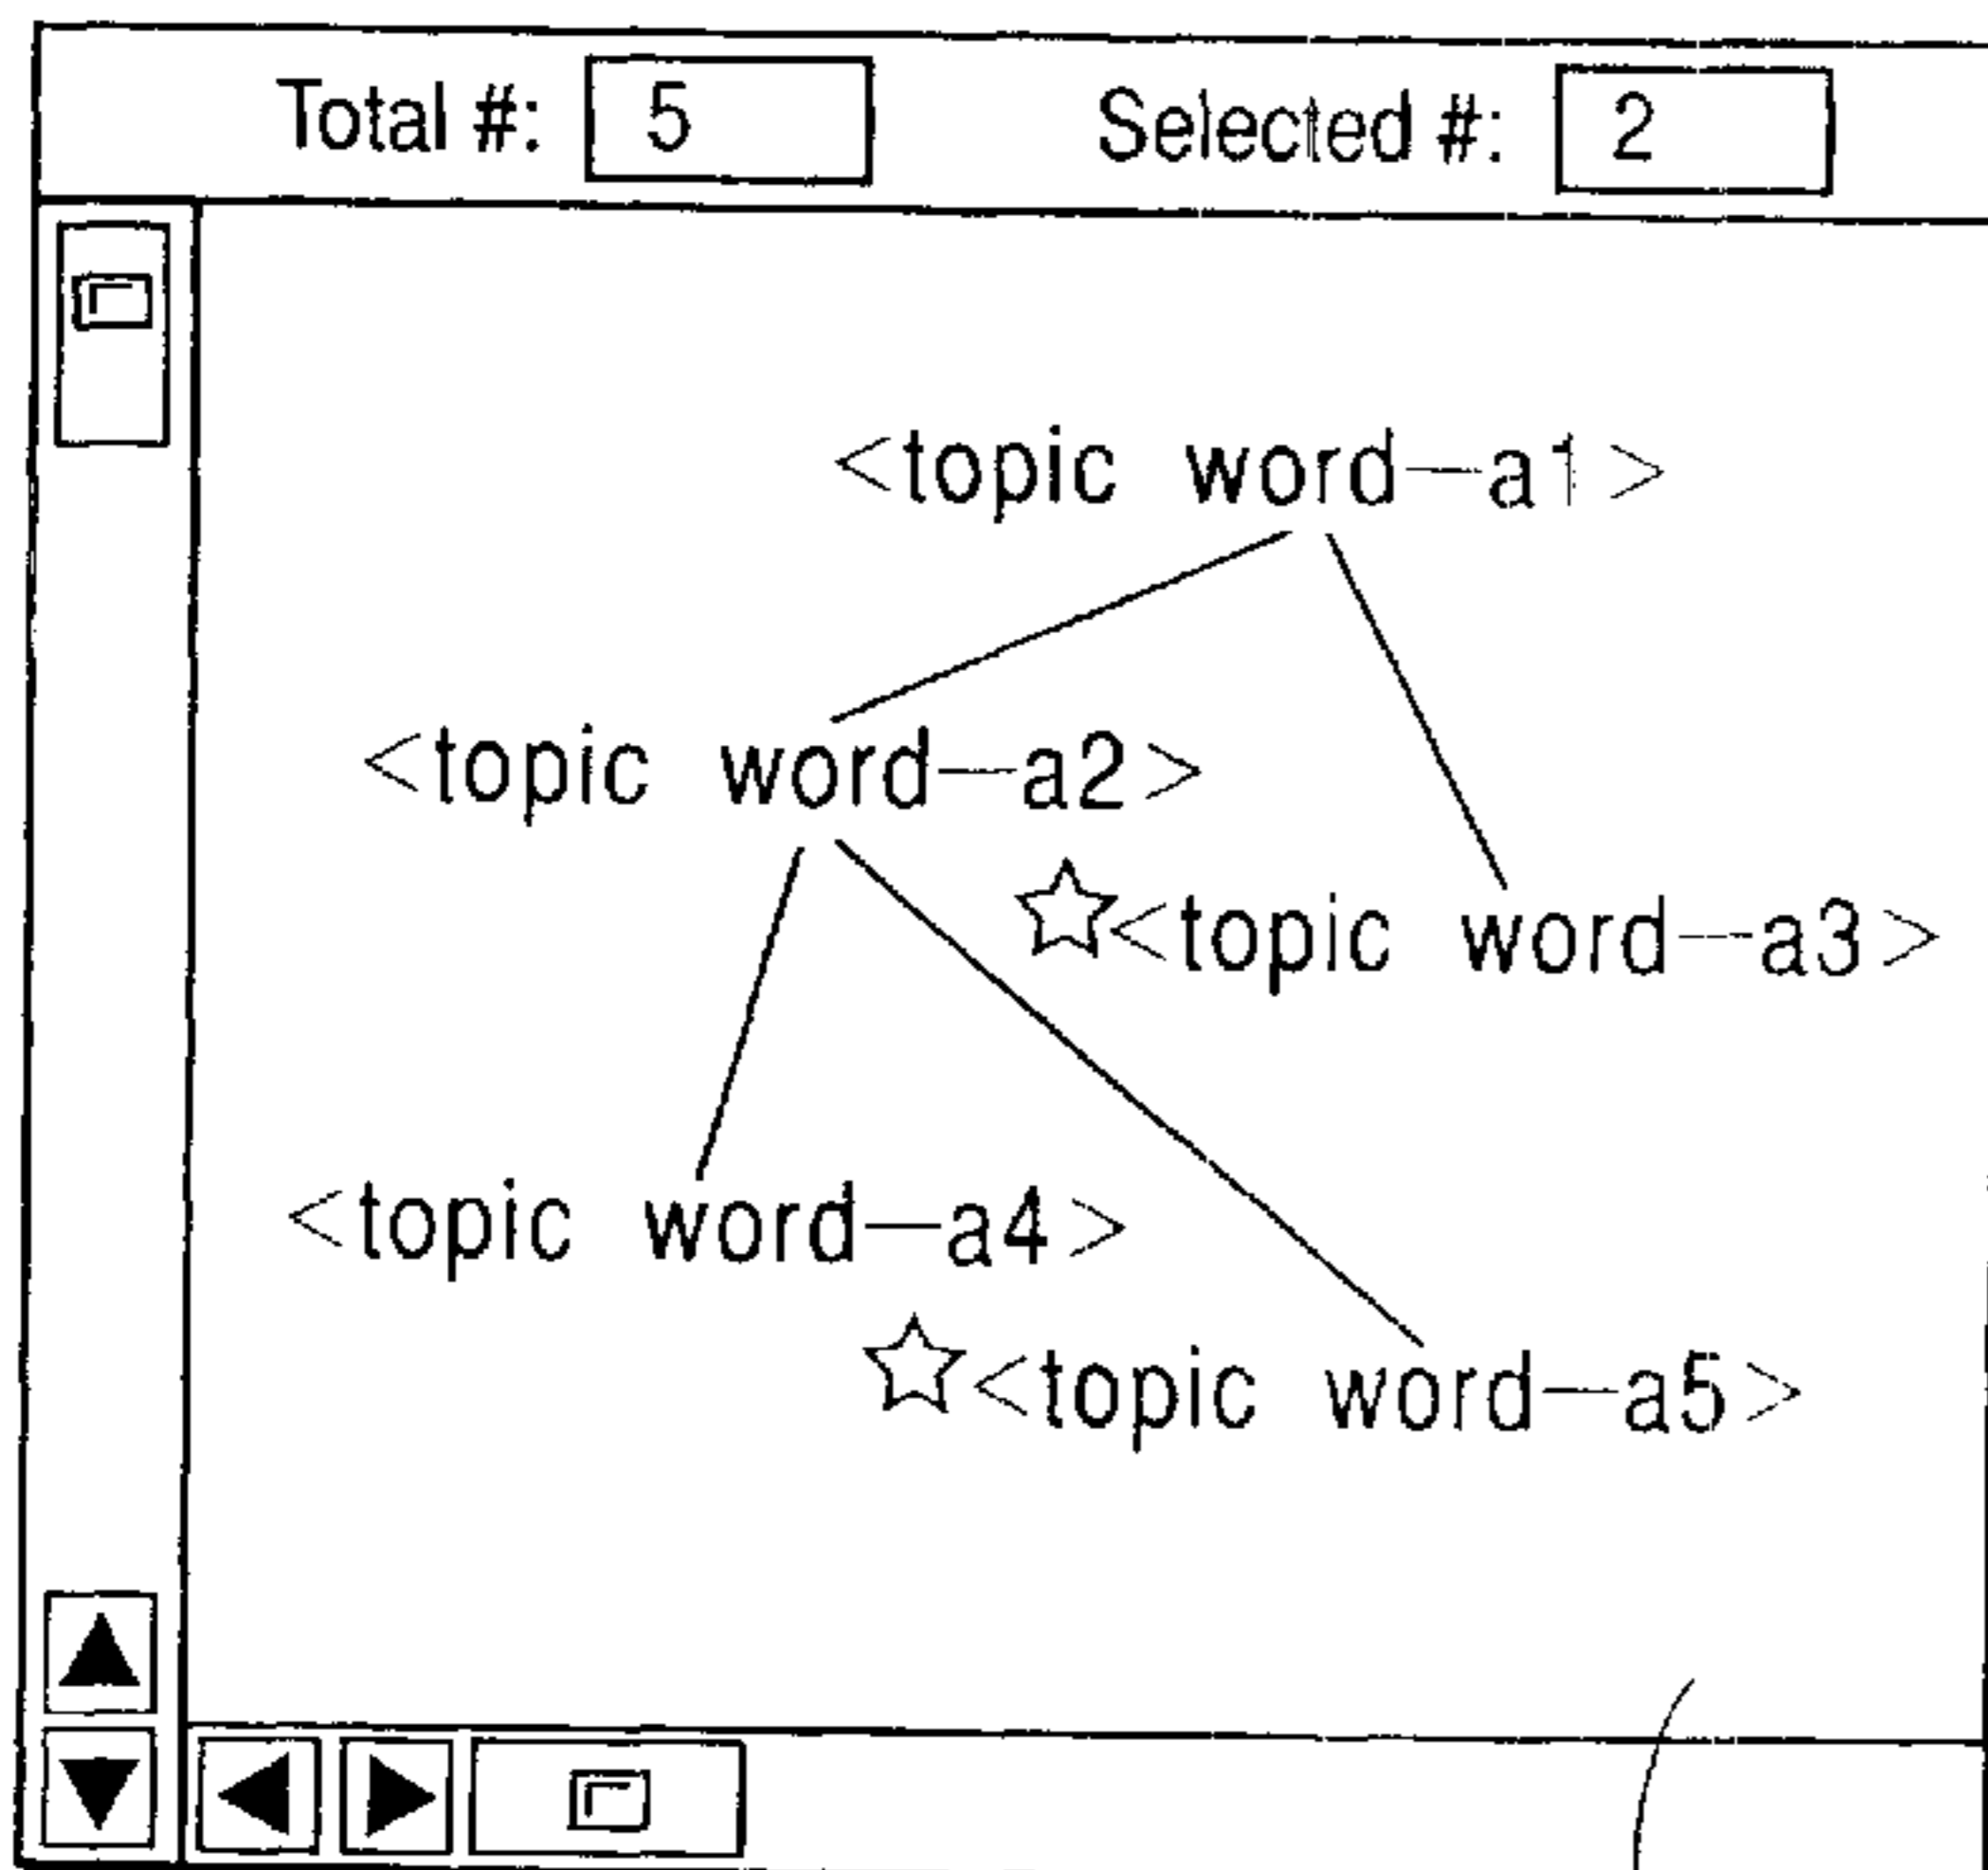 Total #: 5 Selected #: 2
<topic word-a1>
<topic word-a2>
☆<topic word-a3>
<topic word-a4>
☆<topic word-a5>